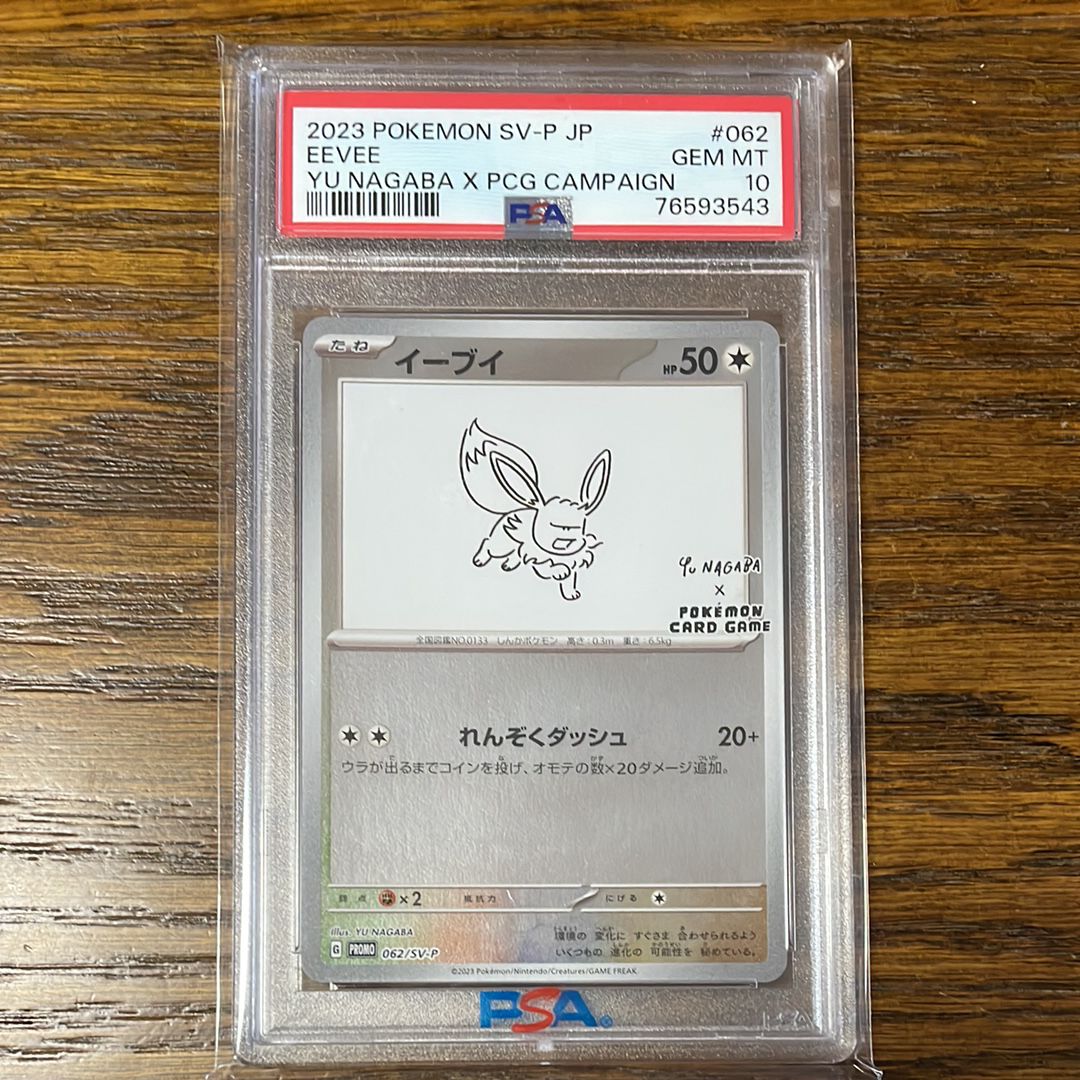 2023 POKEMON SV-P JP #062
EEVEE GEM MT
YU NAGABA X PCG CAMPAIGN 10
PSA 76593543
たね イーブイ HP 50
YU NAGABA
×
POKÉMON
CARD GAME
全国図鑑NO.0133 しんかポケモン 高さ:0.3m 重さ:6.5kg
れんぞくダッシュ 20+
ウラが出るまでコインを投げ、オモテの数×20ダメージ追加。
弱点 ×2 抵抗力 にげる
Illus. YU NAGABA
環境の変化にすぐさま合わせられるよう
G PROMO 062/SV-P いくつもの進化の可能性を秘めている。
©2023 Pokémon/Nintendo/Creatures/GAME FREAK
PSA®